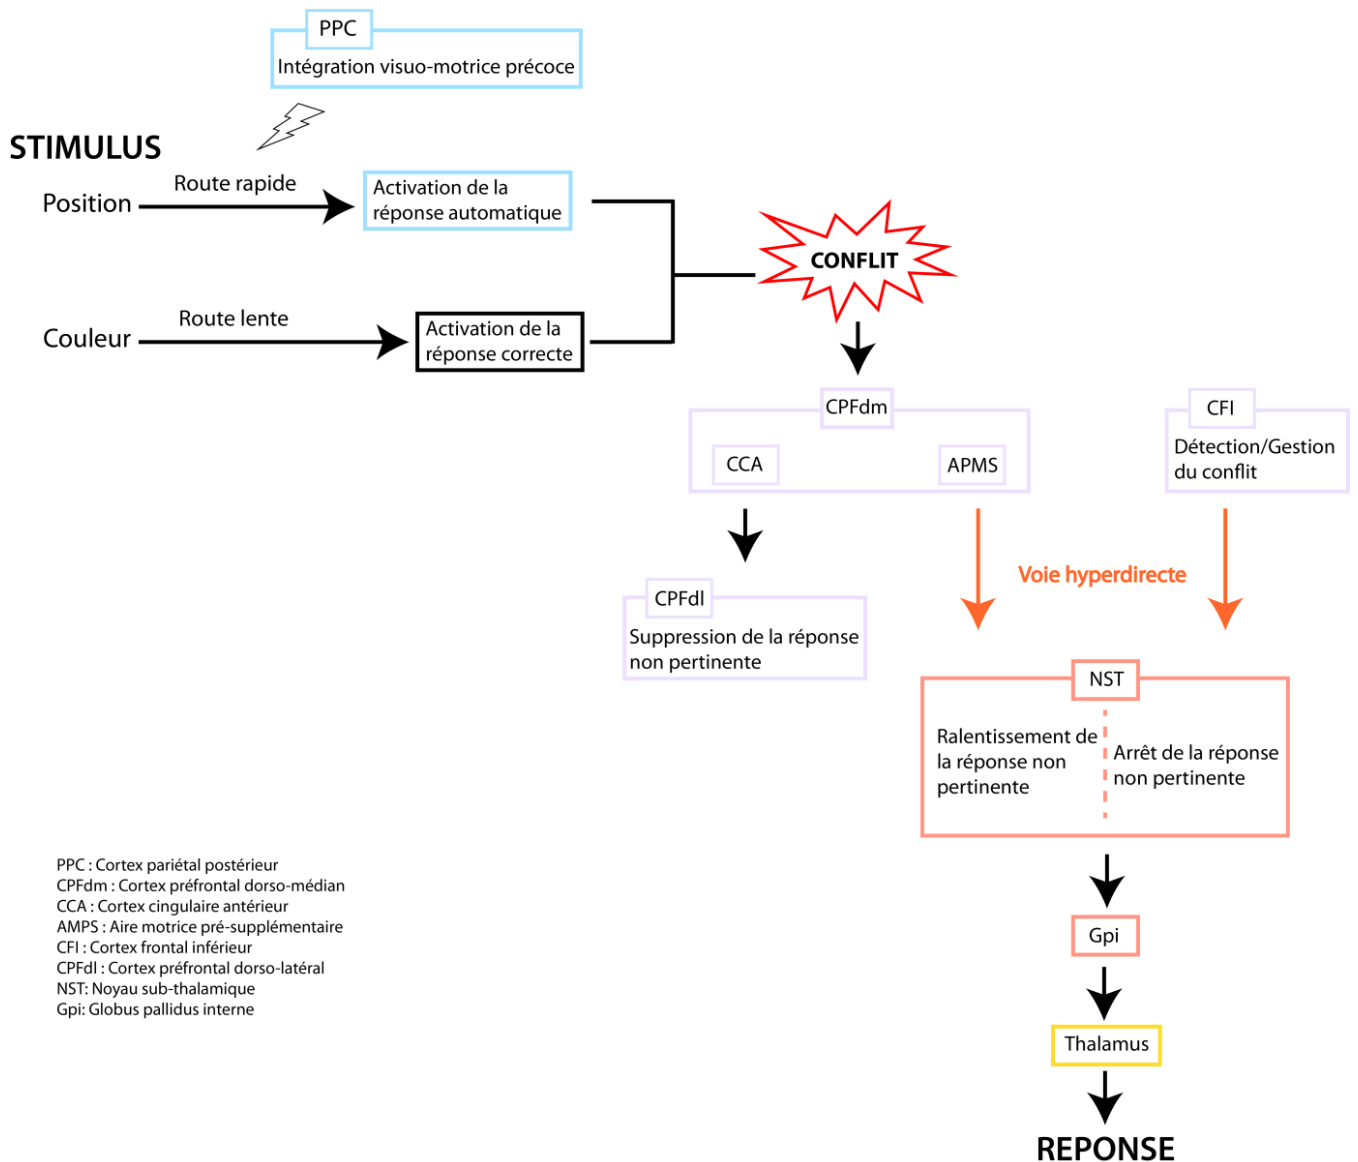 PPC
Intégration visuo-motrice précoce
STIMULUS
Route rapide
Position
Activation de la
réponse automatique
CONFLIT
Route lente
Couleur
Activation de la
réponse correcte
CPFdm
CCA
APMS
CFI
Détection/Gestion
du conflit
Voie hyperdirecte
CPFdl
Suppression de la réponse
non pertinente
NST
Ralentissement de
la réponse non
pertinente
Arrêt de la réponse
non pertinente
Gpi
Thalamus
REPONSE
PPC : Cortex pariétal postérieur
CPFdm : Cortex préfrontal dorso-médian
CCA : Cortex cingulaire antérieur
AMPS : Aire motrice pré-supplémentaire
CFI : Cortex frontal inférieur
CPFdl : Cortex préfrontal dorso-latéral
NST: Noyau sub-thalamique
Gpi: Globus pallidus interne